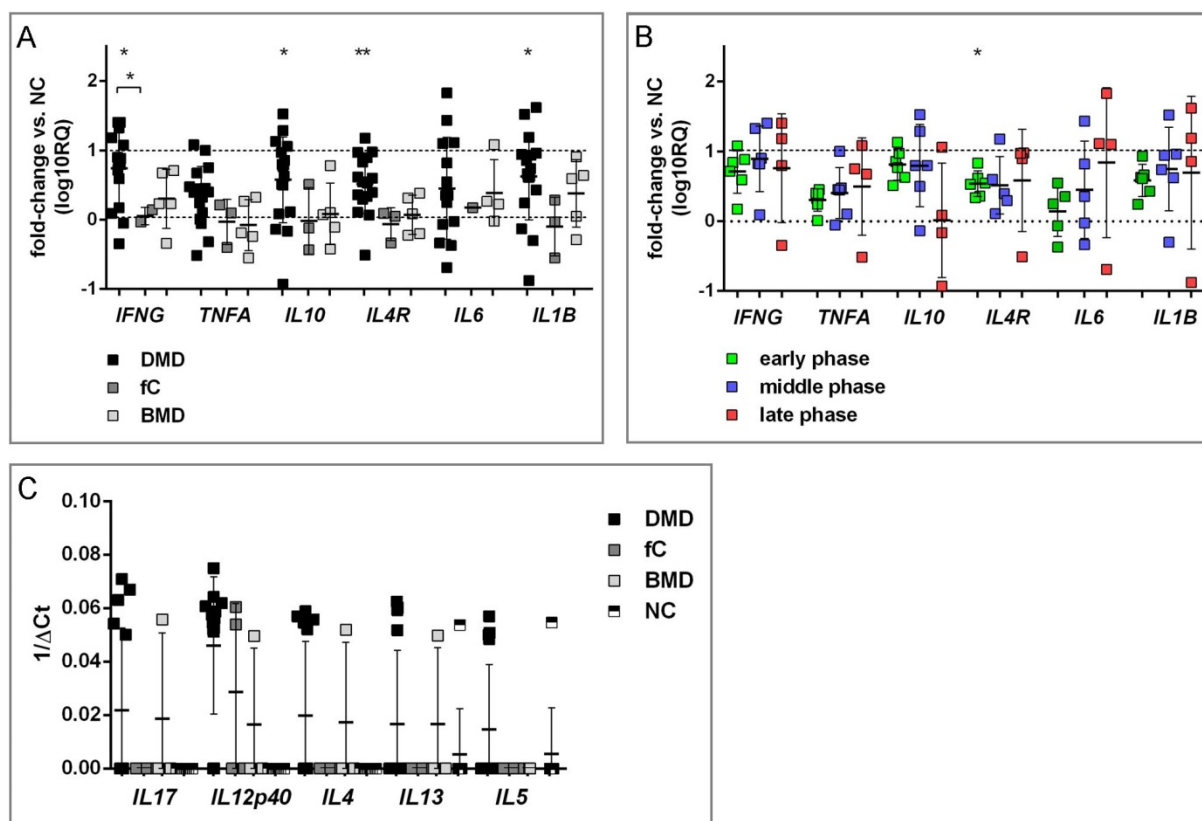 A
fold-change vs. NC
(log10RQ)
* * ** *
*
2
1
0
-1
IFNG TNFA IL10 IL4R IL6 IL1B
DMD
fC
BMD
B
fold-change vs. NC
(log10RQ)
*
2
1
0
-1
IFNG TNFA IL10 IL4R IL6 IL1B
early phase
middle phase
late phase
C
1/ΔCt
0.10
0.08
0.06
0.04
0.02
0.00
IL17 IL12p40 IL4 IL13 IL5
DMD
fC
BMD
NC